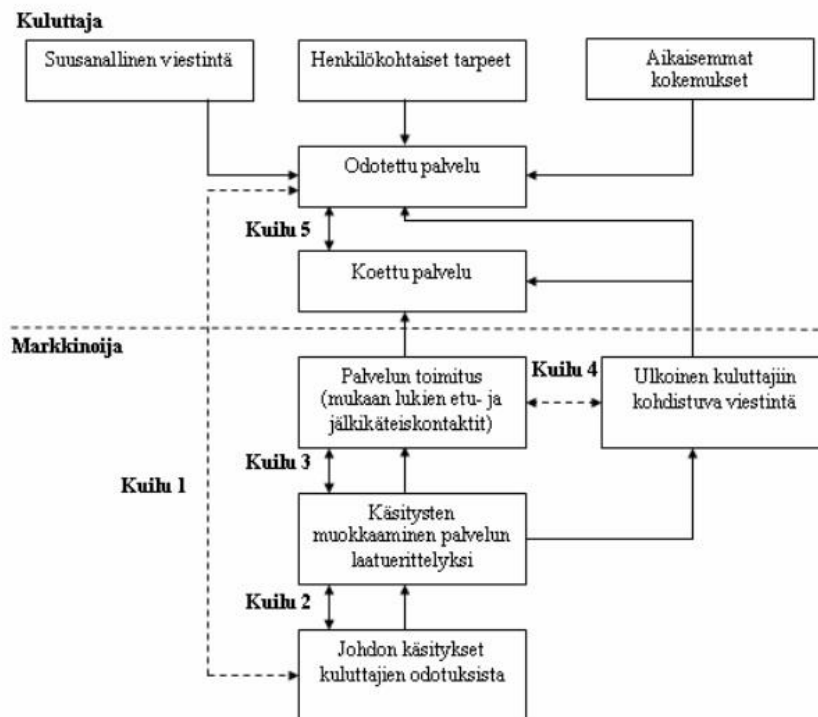 Kuluttaja
Suusanallinen viestintä
Henkilökohtaiset tarpeet
Aikaisemmat
kokemukset
Odotettu palvelu
Kuilu 5
Koettu palvelu
Markkinoija
Palvelun toimitus
(mukaan lukien etu- ja
jälkikäteiskontaktit)
Kuilu 4
Ulkoinen kuluttajiin
kohdistuva viestintä
Kuilu 3
Kuilu 1
Käsitysten
muokkaaminen palvelun
laatuerittelyksi
Kuilu 2
Johdon käsitykset
kuluttajien odotuksista